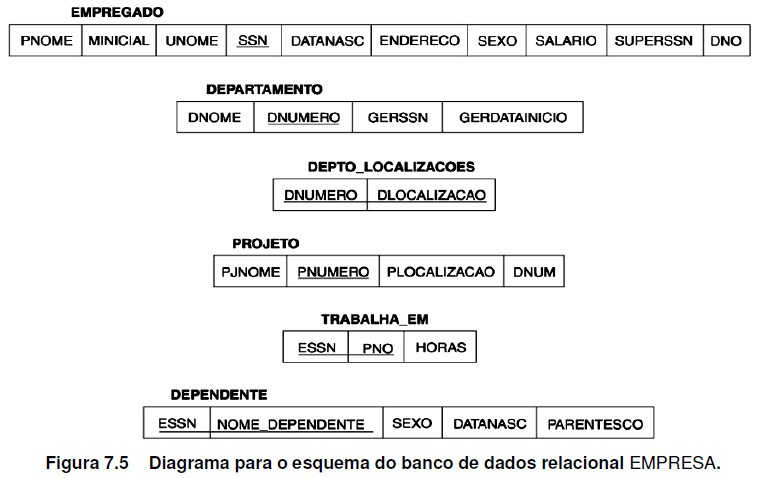 EMPREGADO
PNOME MINICIAL UNOME SSN DATANASC ENDERECO SEXO SALARIO SUPERSSN DNO
DEPARTAMENTO
DNOME DNUMERO GERSSN GERDATAINICIO
DEPTO_LOCALIZACOES
DNUMERO DLOCALIZACAO
PROJETO
PJNOME PNUMERO PLOCALIZACAO DNUM
TRABALHA_EM
ESSN PNO HORAS
DEPENDENTE
ESSN NOME_DEPENDENTE SEXO DATANASC PARENTESCO
Figura 7.5 Diagrama para o esquema do banco de dados relacional EMPRESA.